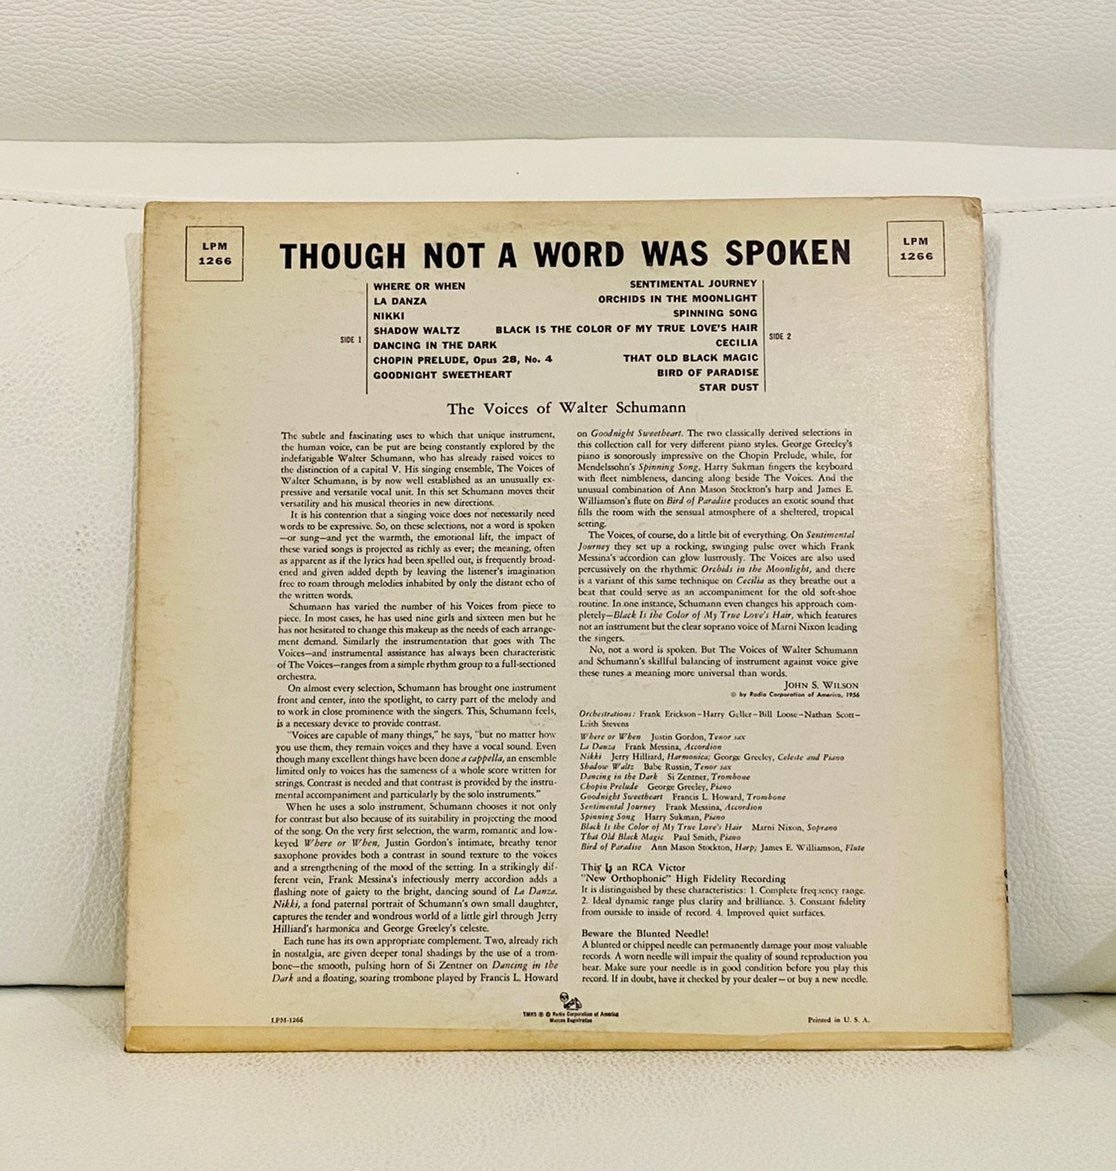 LPM
1266
THOUGH NOT A WORD WAS SPOKEN
LPM
1266
SIDE 1
WHERE OR WHEN
LA DANZA
NIKKI
SHADOW WALTZ
DANCING IN THE DARK
CHOPIN PRELUDE, Opus 28, No. 4
GOODNIGHT SWEETHEART
SENTIMENTAL JOURNEY
ORCHIDS IN THE MOONLIGHT
SPINNING SONG
BLACK IS THE COLOR OF MY TRUE LOVE'S HAIR
CECILIA
THAT OLD BLACK MAGIC
BIRD OF PARADISE
STAR DUST
SIDE 2
The Voices of Walter Schumann
The subtle and fascinating uses to which that unique instrument,
the human voice, can be put are being constantly explored by the
indefatigable Walter Schumann, who has already raised voices to
the distinction of a capital V. His singing ensemble, The Voices of
Walter Schumann, is by now well established as an unusually ex-
pressive and versatile vocal unit. In this set Schumann moves their
versatility and his musical theories in new directions.
It is his contention that a singing voice does not necessarily need
words to be expressive. So, on these selections, not a word is spoken
—or sung—and yet the warmth, the emotional lift, the impact of
these varied songs is projected as richly as ever; the meaning, often
as apparent as if the lyrics had been spelled out, is frequently broad-
ened and given added depth by leaving the listener's imagination
free to roam through melodies inhabited by only the distant echo of
the written words.
Schumann has varied the number of his Voices from piece to
piece. In most cases, he has used nine girls and sixteen men but he
has not hesitated to change this makeup as the needs of each arrange-
ment demand. Similarly the instrumentation that goes with The
Voices—and instrumental assistance has always been characteristic
of The Voices—ranges from a simple rhythm group to a full-sectioned
orchestra.
On almost every selection, Schumann has brought one instrument
front and center, into the spotlight, to carry part of the melody and
to work in close prominence with the singers. This, Schumann feels,
is a necessary device to provide contrast.
"Voices are capable of many things," he says, "but no matter how
you use them, they remain voices and they have a vocal sound. Even
though many excellent things have been done a cappella, an ensemble
limited only to voices has the sameness of a whole score written for
strings. Contrast is needed and that contrast is provided by the instru-
mental accompaniment and particularly by the solo instruments."
When he uses a solo instrument, Schumann chooses it not only
for contrast but also because of its suitability in projecting the mood
of the song. On the very first selection, the warm, romantic and low-
keyed Where or When, Justin Gordon's intimate, breathy tenor
saxophone provides both a contrast in sound texture to the voices
and a strengthening of the mood of the setting. In a strikingly dif-
ferent vein, Frank Messina's infectiously merry accordion adds a
flashing note of gaiety to the bright, dancing sound of La Danza.
Nikki, a fond paternal portrait of Schumann's own small daughter,
captures the tender and wondrous world of a little girl through Jerry
Hilliard's harmonica and George Greeley's celeste.
Each tune has its own appropriate complement. Two, already rich
in nostalgia, are given deeper tonal shadings by the use of a trom-
bone—the smooth, pulsing horn of Si Zentner on Dancing in the
Dark and a floating, soaring trombone played by Francis L. Howard
on Goodnight Sweetheart. The two classically derived selections in
this collection call for very different piano styles. George Greeley's
piano is sonorously impressive on the Chopin Prelude, while, for
Mendelssohn's Spinning Song, Harry Sukman fingers the keyboard
with fleet nimbleness, dancing along beside The Voices. And the
unusual combination of Ann Mason Stockton's harp and James E.
Williamson's flute on Bird of Paradise produces an exotic sound that
fills the room with the sensual atmosphere of a sheltered, tropical
setting.
The Voices, of course, do a little bit of everything. On Sentimental
Journey they set up a rocking, swinging pulse over which Frank
Messina's accordion can glow lustrously. The Voices are also used
percussively on the rhythmic Orchids in the Moonlight, and there
is a variant of this same technique on Cecilia as they breathe out a
beat that could serve as an accompaniment for the old soft-shoe
routine. In one instance, Schumann even changes his approach com-
pletely—Black Is the Color of My True Love's Hair, which features
not an instrument but the clear soprano voice of Marni Nixon leading
the singers.
No, not a word is spoken. But The Voices of Walter Schumann
and Schumann's skillful balancing of instrument against voice give
these tunes a meaning more universal than words.
JOHN S. WILSON
© by Radio Corporation of America, 1956
Orchestrations: Frank Erickson—Harry Geller—Bill Loose—Nathan Scott—
Leith Stevens
Where or When Justin Gordon, Tenor sax
La Danza Frank Messina, Accordion
Nikki Jerry Hilliard, Harmonica; George Greeley, Celeste and Piano
Shadow Waltz Babe Russin, Tenor sax
Dancing in the Dark Si Zentner, Trombone
Chopin Prelude George Greeley, Piano
Goodnight Sweetheart Francis L. Howard, Trombone
Sentimental Journey Frank Messina, Accordion
Spinning Song Harry Sukman, Piano
Black Is the Color of My True Love's Hair Marni Nixon, Soprano
That Old Black Magic Paul Smith, Piano
Bird of Paradise Ann Mason Stockton, Harp; James E. Williamson, Flute
This Is an RCA Victor
"New Orthophonic" High Fidelity Recording
It is distinguished by these characteristics: 1. Complete frequency range.
2. Ideal dynamic range plus clarity and brilliance. 3. Constant fidelity
from outside to inside of record. 4. Improved quiet surfaces.
Beware the Blunted Needle!
A blunted or chipped needle can permanently damage your most valuable
records. A worn needle will impair the quality of sound reproduction you
hear. Make sure your needle is in good condition before you play this
record. If in doubt, have it checked by your dealer—or buy a new needle.
LPM-1266
TMKS ® © Radio Corporation of America
Marcas Registradas
Printed in U. S. A.